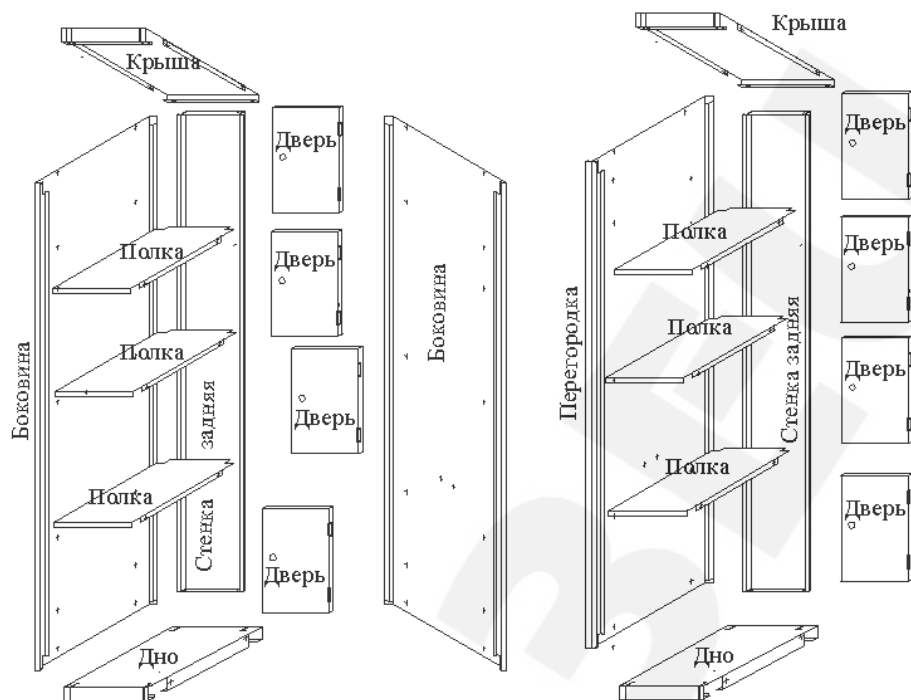 Крыша
Дверь
Полка
Дверь
Боковина
Полка
Дверь
задняя
Полка
Стенка
Дверь
Дно
Боковина
Крыша
Дверь
Полка
Дверь
Перегородка
Полка
Стенка задняя
Дверь
Полка
Дверь
Дно